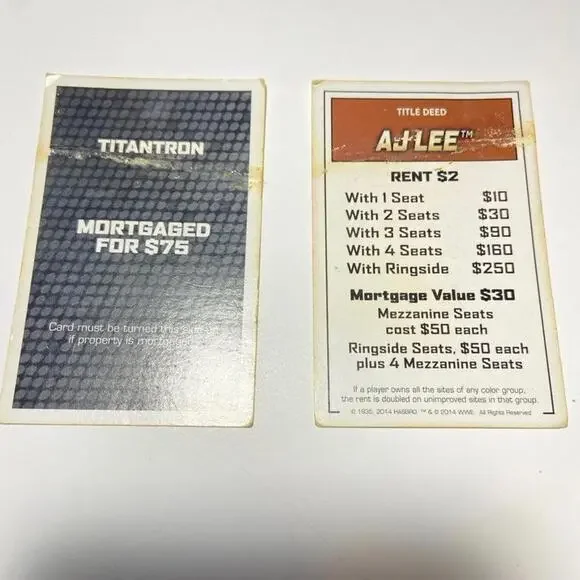 TITANTRON
MORTGAGED
FOR $75
Card must be turned this side up
if property is mortgaged.
TITLE DEED
AJ LEE™
RENT $2
With 1 Seat $10
With 2 Seats $30
With 3 Seats $90
With 4 Seats $160
With Ringside $250
Mortgage Value $30
Mezzanine Seats
cost $50 each
Ringside Seats, $50 each
plus 4 Mezzanine Seats
If a player owns all the sites of any color group,
the rent is doubled on unimproved sites in that group.
© 1935, 2014 HASBRO. ™ & © 2014 WWE. All Rights Reserved.